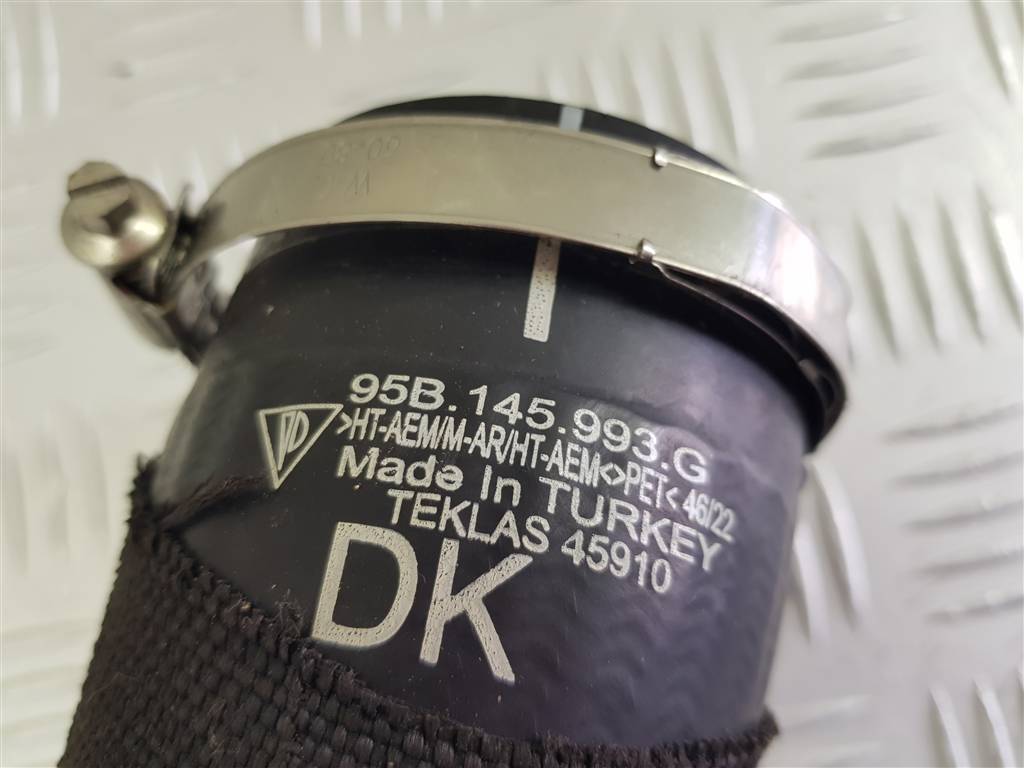 95B.145.993.G
>HT-AEM/M-AR/HT-AEM<>PET< 46/22
Made In TURKEY
TEKLAS 45910
DK